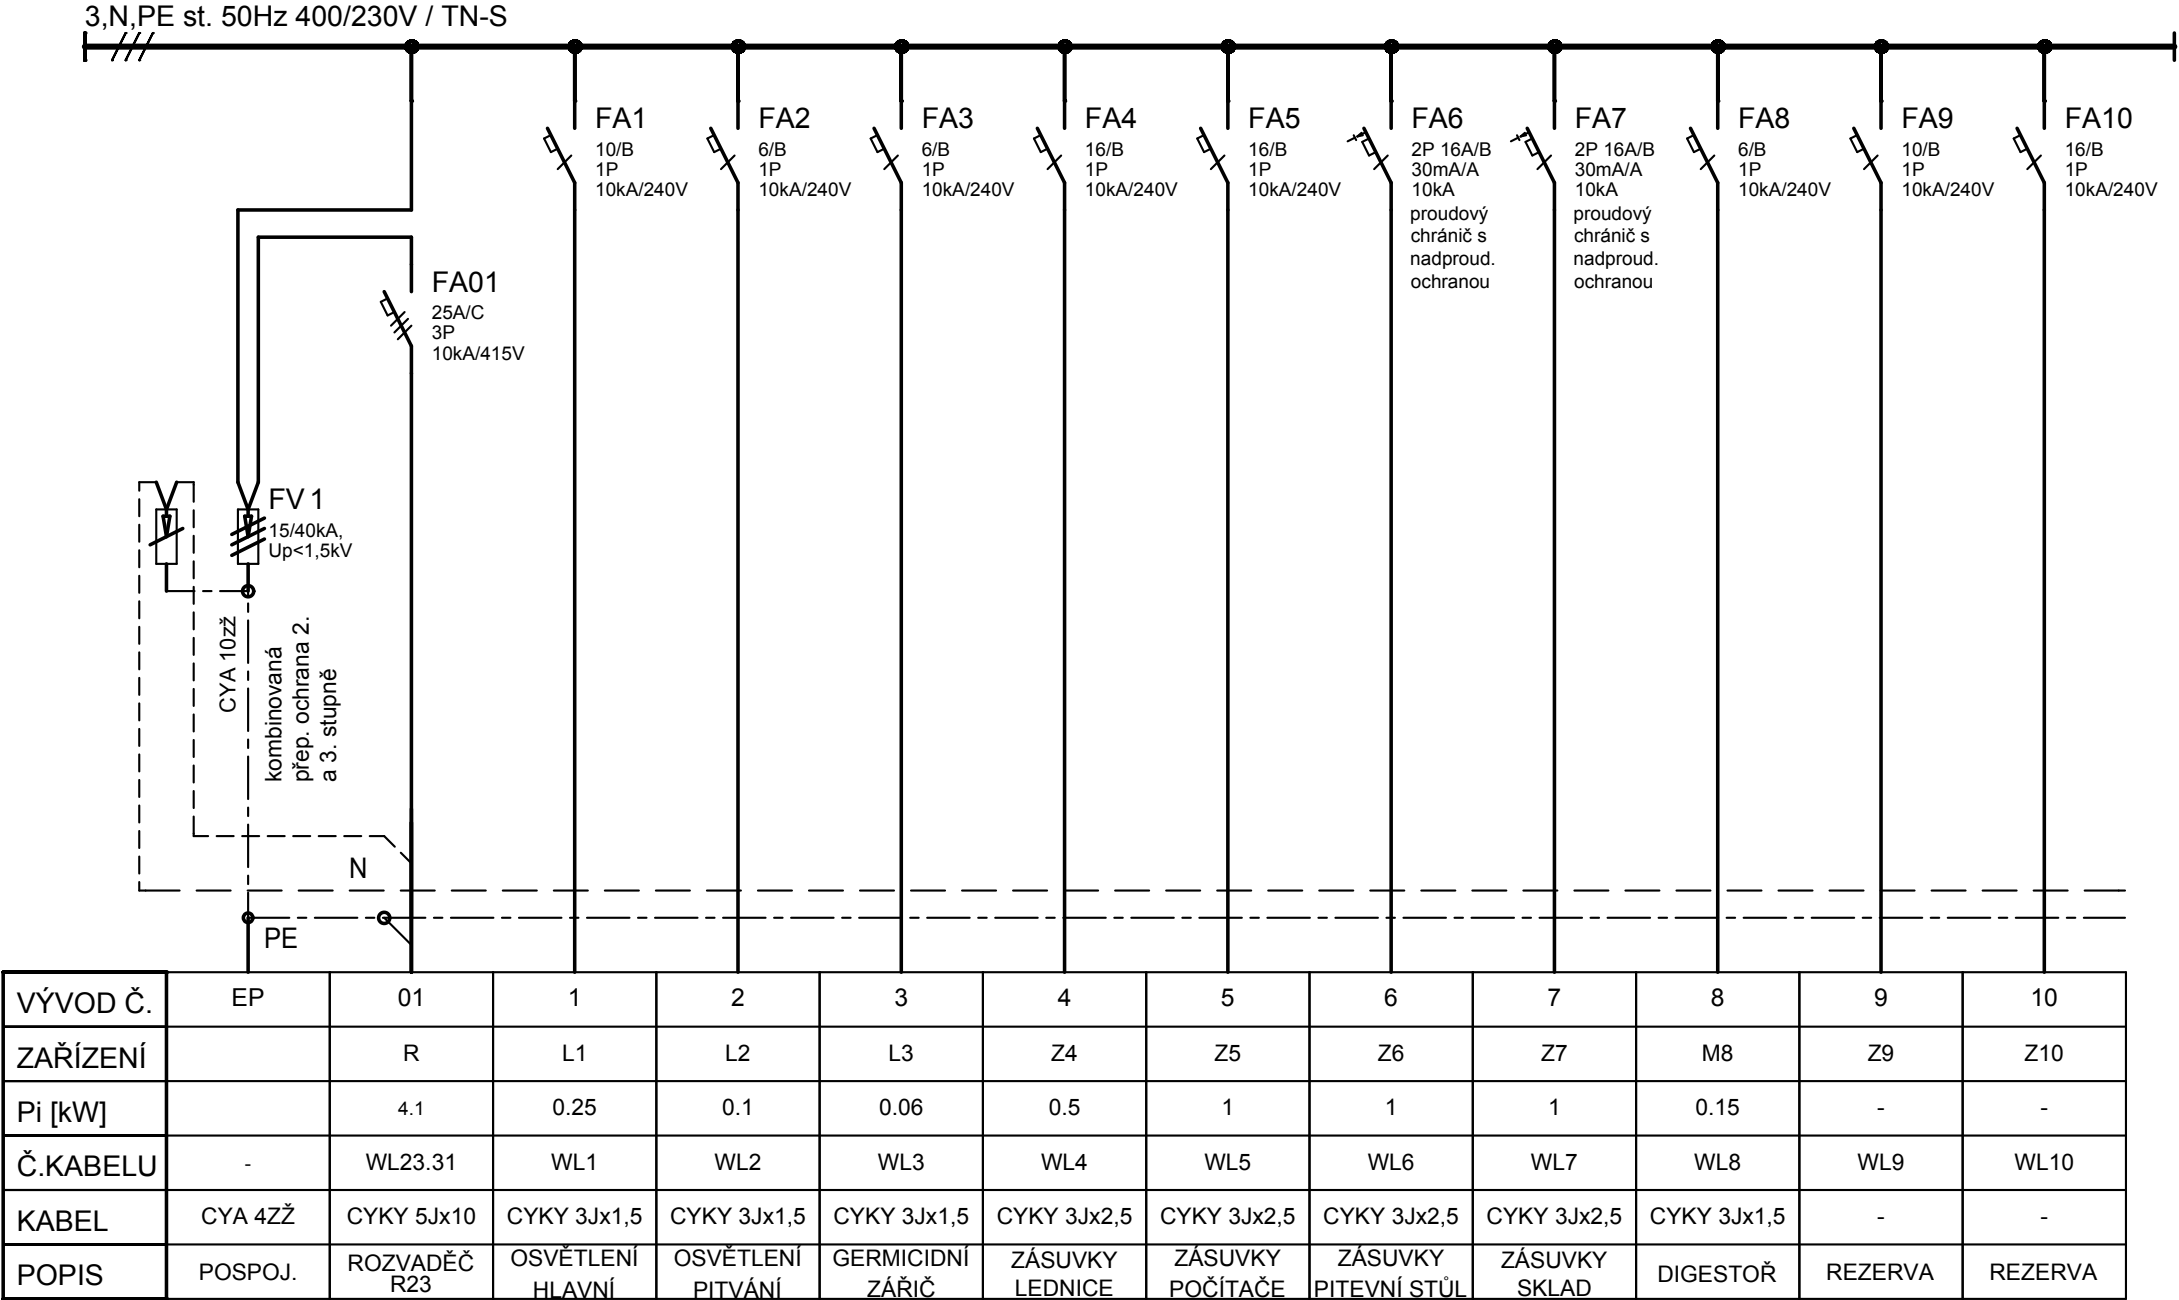 3,N,PE st. 50Hz 400/230V / TN-S
FA1
10/B
1P
10kA/240V
FA2
6/B
1P
10kA/240V
FA3
6/B
1P
10kA/240V
FA4
16/B
1P
10kA/240V
FA5
16/B
1P
10kA/240V
FA6
2P 16A/B
30mA/A
10kA
proudový
chránič s
nadproud.
ochranou
FA7
2P 16A/B
30mA/A
10kA
proudový
chránič s
nadproud.
ochranou
FA8
6/B
1P
10kA/240V
FA9
10/B
1P
10kA/240V
FA10
16/B
1P
10kA/240V
FA01
25A/C
3P
10kA/415V
FV 1
15/40kA,
Up<1,5kV
CYA 10zž
kombinovaná
přep. ochrana 2.
a 3. stupně
N
PE
VÝVOD Č. EP 01 1 2 3 4 5 6 7 8 9 10
ZAŘÍZENÍ R L1 L2 L3 Z4 Z5 Z6 Z7 M8 Z9 Z10
Pi [kW] 4.1 0.25 0.1 0.06 0.5 1 1 1 0.15 - -
Č.KABELU - WL23.31 WL1 WL2 WL3 WL4 WL5 WL6 WL7 WL8 WL9 WL10
KABEL CYA 4ZŽ CYKY 5Jx10 CYKY 3Jx1,5 CYKY 3Jx1,5 CYKY 3Jx1,5 CYKY 3Jx2,5 CYKY 3Jx2,5 CYKY 3Jx2,5 CYKY 3Jx2,5 CYKY 3Jx1,5 - -
POPIS
POSPOJ.
ROZVADĚČ
R23
OSVĚTLENÍ
HLAVNÍ
OSVĚTLENÍ
PITVÁNÍ
GERMICIDNÍ
ZÁŘIČ
ZÁSUVKY
LEDNICE
ZÁSUVKY
POČÍTAČE
ZÁSUVKY
PITEVNÍ STŮL
ZÁSUVKY
SKLAD
DIGESTOŘ
REZERVA
REZERVA